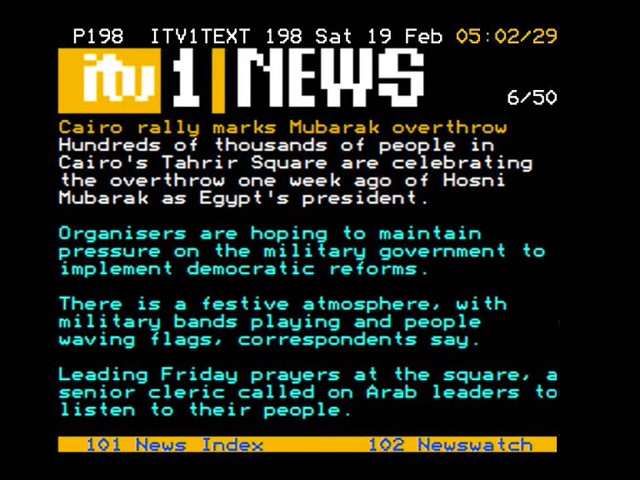 P198 ITV1TEXT 198 Sat 19 Feb 05:02/29
itv 1 NEWS
6/50
Cairo rally marks Mubarak overthrow
Hundreds of thousands of people in
Cairo's Tahrir Square are celebrating
the overthrow one week ago of Hosni
Mubarak as Egypt's president.
Organisers are hoping to maintain
pressure on the military government to
implement democratic reforms.
There is a festive atmosphere, with
military bands playing and people
waving flags, correspondents say.
Leading Friday prayers at the square, a
senior cleric called on Arab leaders to
listen to their people.
101 News Index 102 Newswatch